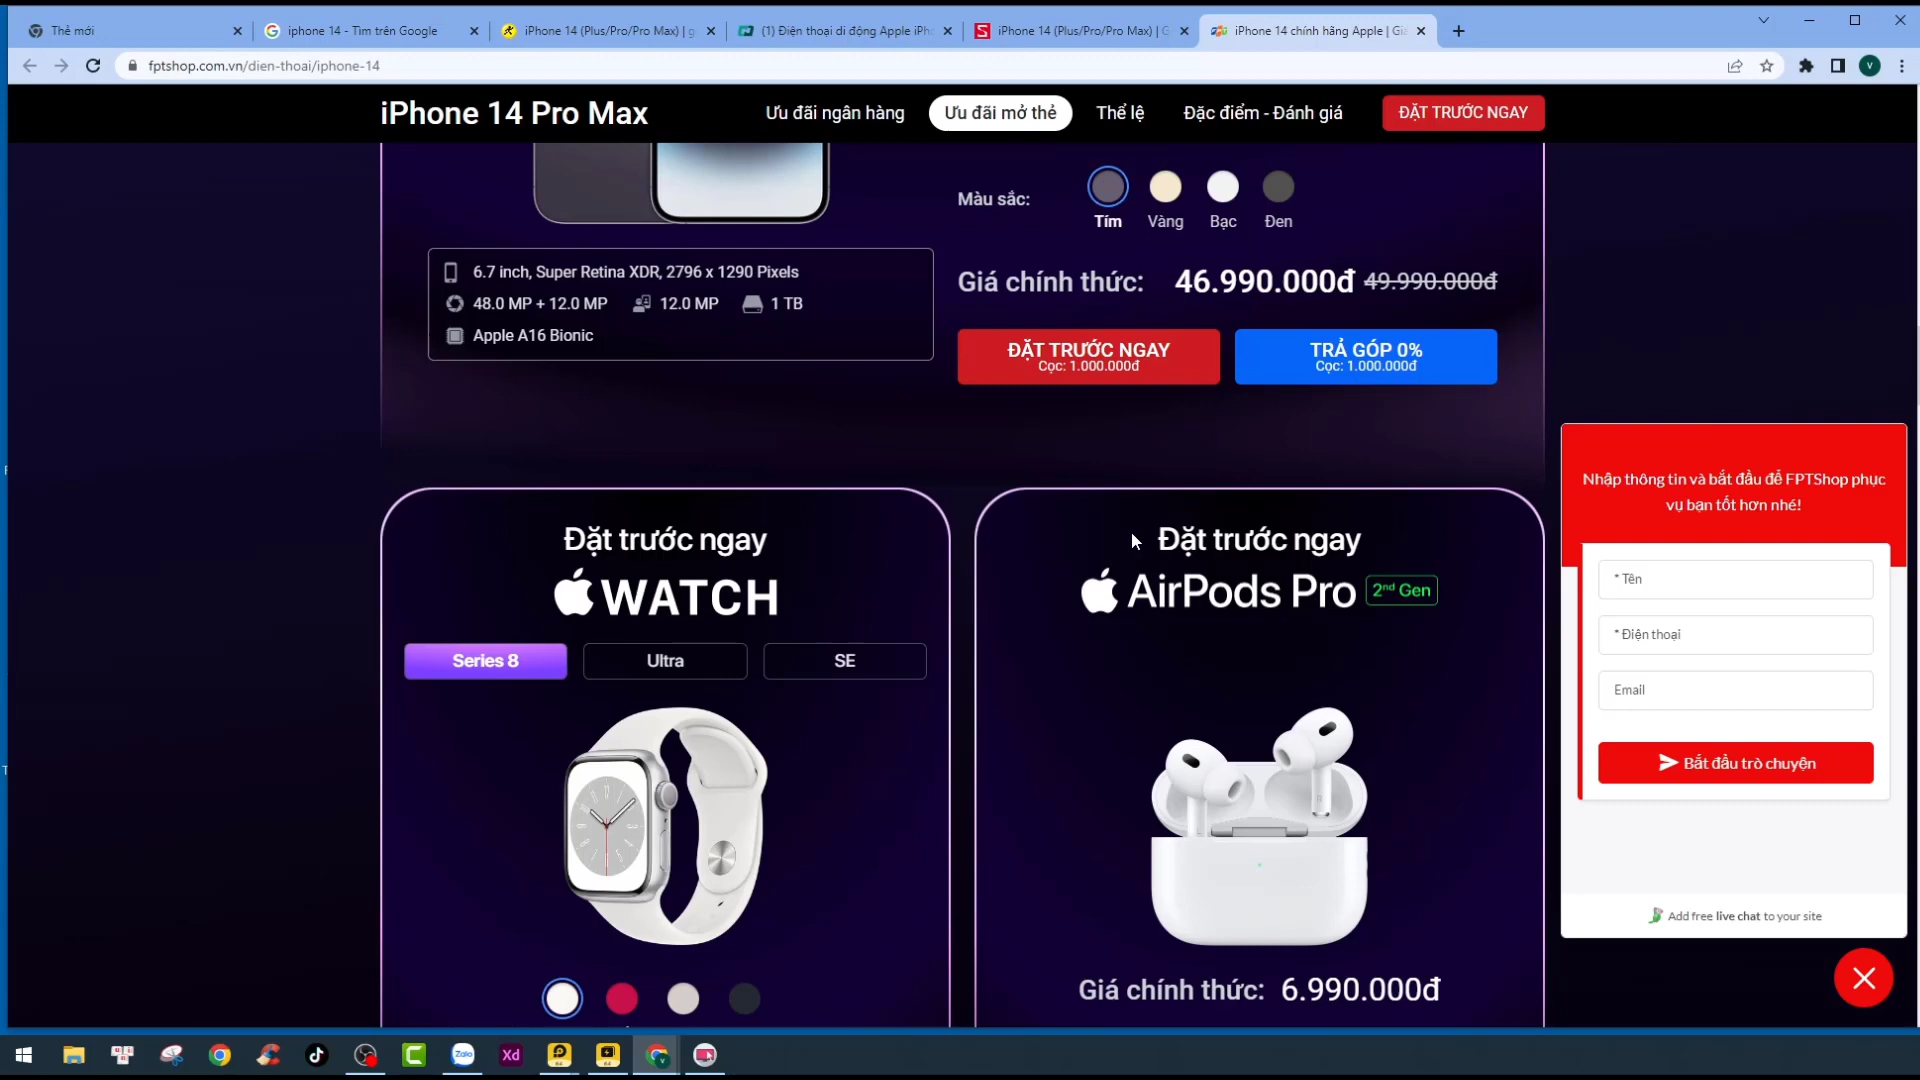 Thẻ mới
iphone 14 - Tìm trên Google
iPhone 14 (Plus/Pro/Pro Max) | g
(1) Điện thoại di động Apple iPh
iPhone 14 (Plus/Pro/Pro Max) | G
iPhone 14 chính hãng Apple | Gi
fptshop.com.vn/dien-thoai/iphone-14
V
iPhone 14 Pro Max
Ưu đãi ngân hàng
Ưu đãi mở thẻ
Thể lệ
Đặc điểm - Đánh giá
ĐẶT TRƯỚC NGAY
Màu sắc:
Tím
Vàng
Bạc
Đen
6.7 inch, Super Retina XDR, 2796 x 1290 Pixels
48.0 MP + 12.0 MP
12.0 MP
1 TB
Apple A16 Bionic
Giá chính thức: 46.990.000đ 49.990.000đ
ĐẶT TRƯỚC NGAY
Cọc: 1.000.000đ
TRẢ GÓP 0%
Cọc: 1.000.000đ
Đặt trước ngay
WATCH
Series 8
Ultra
SE
Đặt trước ngay
AirPods Pro 2nd Gen
Giá chính thức: 6.990.000đ
Nhập thông tin và bắt đầu để FPTShop phục
vụ bạn tốt hơn nhé!
* Tên
* Điện thoại
Email
Bắt đầu trò chuyện
Add free live chat to your site
Zalo
Xd